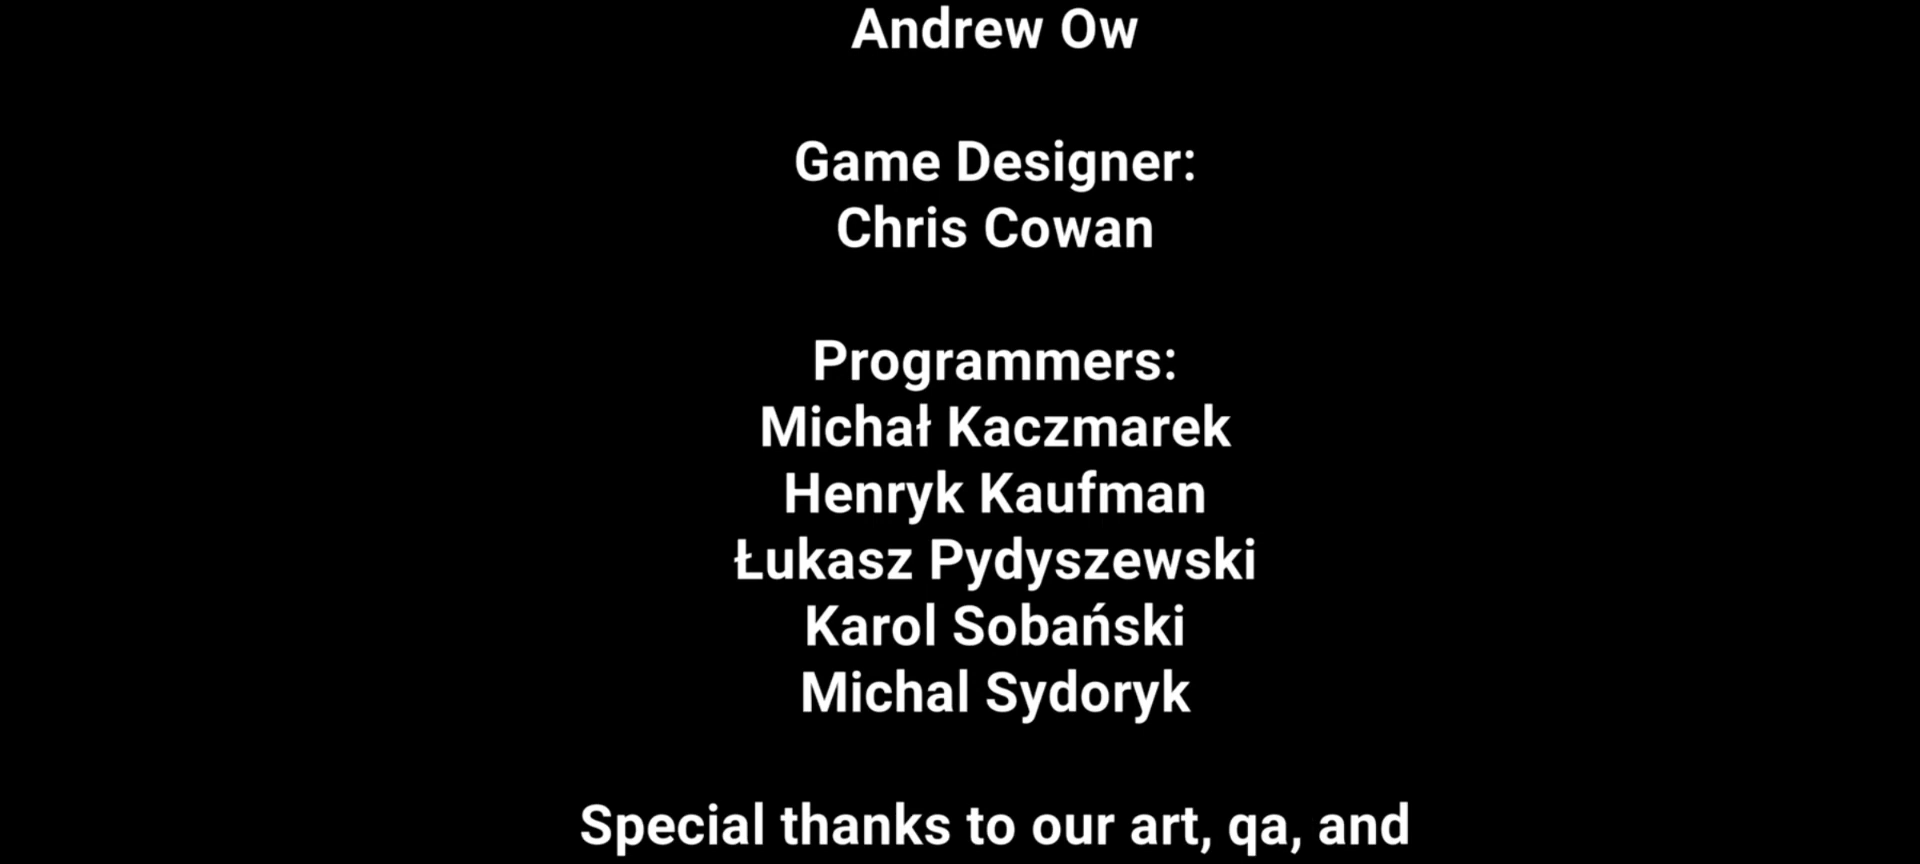 Andrew Ow
Game Designer:
Chris Cowan
Programmers:
Michał Kaczmarek
Henryk Kaufman
Łukasz Pydyszewski
Karol Sobański
Michal Sydoryk
Special thanks to our art, qa, and